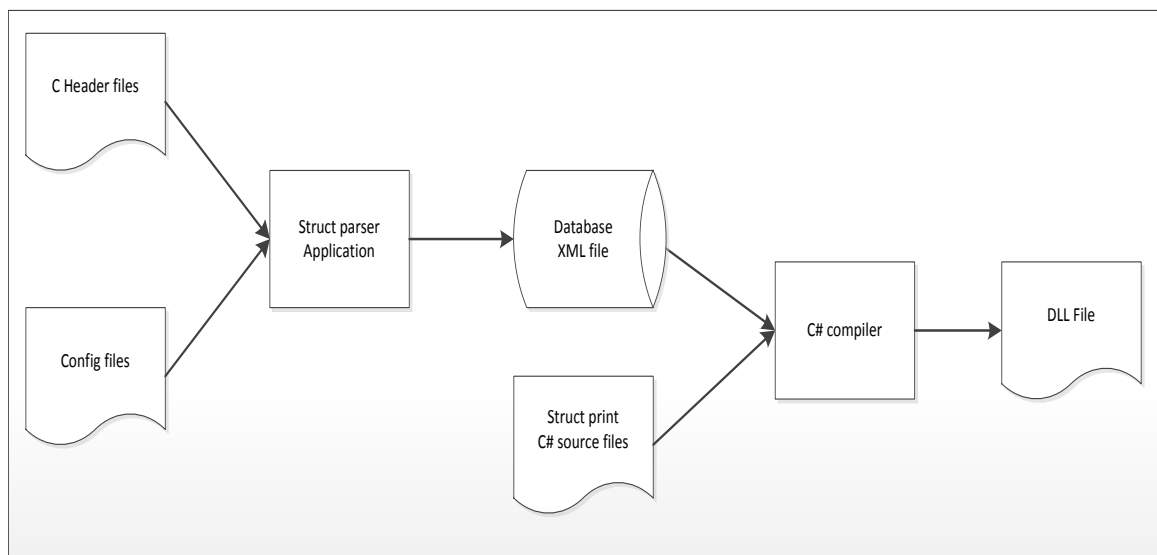 C Header files
Config files
Struct parser
Application
Database
XML file
Struct print
C# source files
C# compiler
DLL File